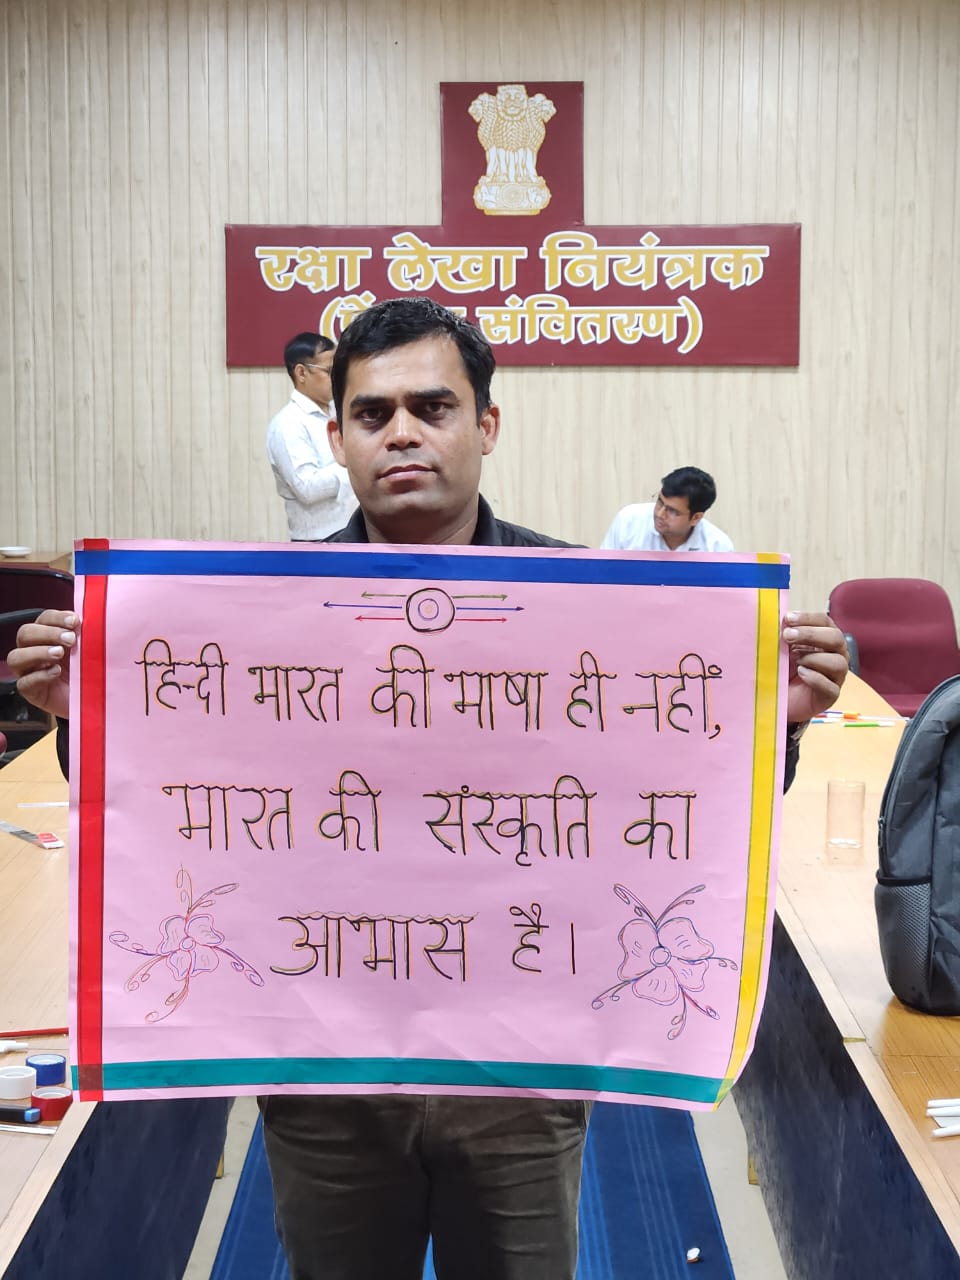 रक्षा लेखा नियंत्रक
संवितरण)
हिन्दी भारत की भाषा ही नहीं,
भारत की संस्कृति का
आभास है।